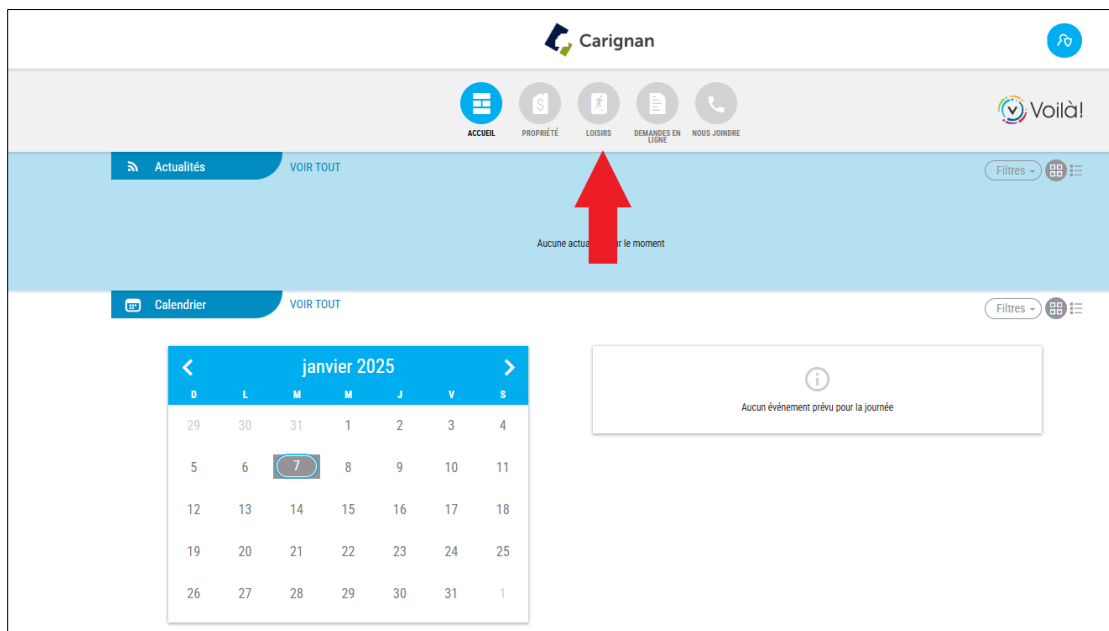 Carignan
ACCUEIL PROPRIÉTÉ LOISIRS DEMANDES EN LIGNE NOUS JOINDRE
Voilà!
Actualités VOIR TOUT Filtres
Aucune actua r le moment
Calendrier VOIR TOUT Filtres
janvier 2025
D L M M J V S
29 30 31 1 2 3 4
5 6 7 8 9 10 11
12 13 14 15 16 17 18
19 20 21 22 23 24 25
26 27 28 29 30 31 1
Aucun événement prévu pour la journée